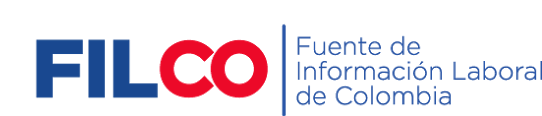 FILCO
Fuente de
Información Laboral
de Colombia